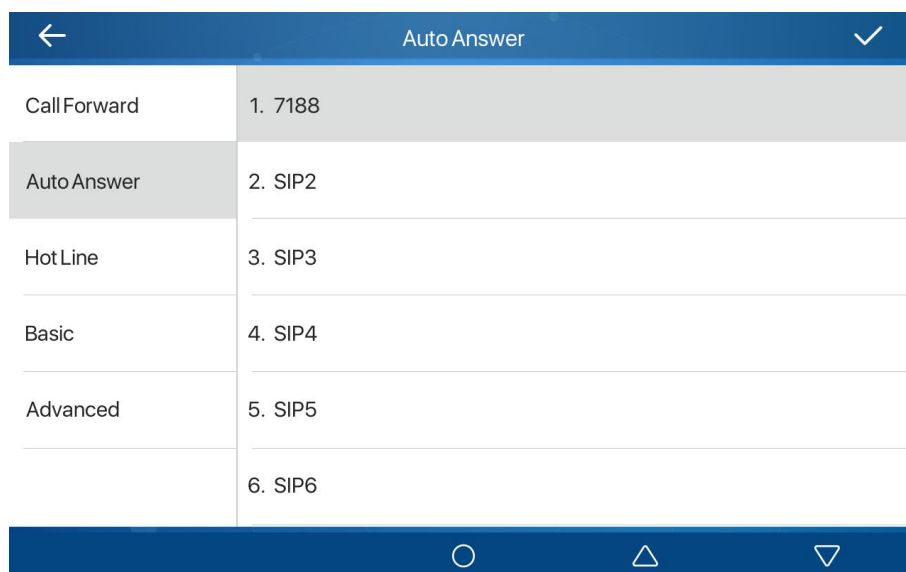 Auto Answer
Call Forward
Auto Answer
Hot Line
Basic
Advanced
1. 7188
2. SIP2
3. SIP3
4. SIP4
5. SIP5
6. SIP6